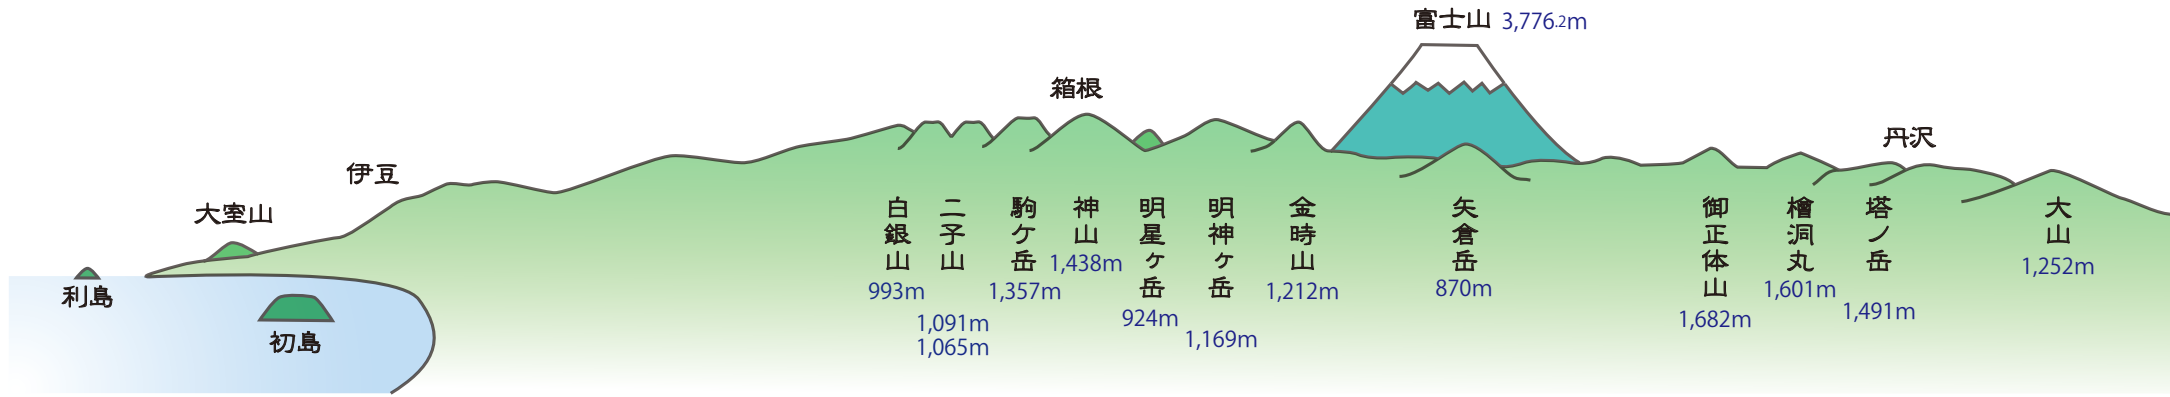 富士山 3,776.2m
箱根
丹沢
伊豆
大室山
利島
初島
白銀山
993m
二子山
1,091m
1,065m
駒ケ岳
1,357m
神山
1,438m
明星ヶ岳
924m
明神ヶ岳
1,169m
金時山
1,212m
矢倉岳
870m
御正体山
1,682m
檜洞丸
1,601m
塔ノ岳
1,491m
大山
1,252m